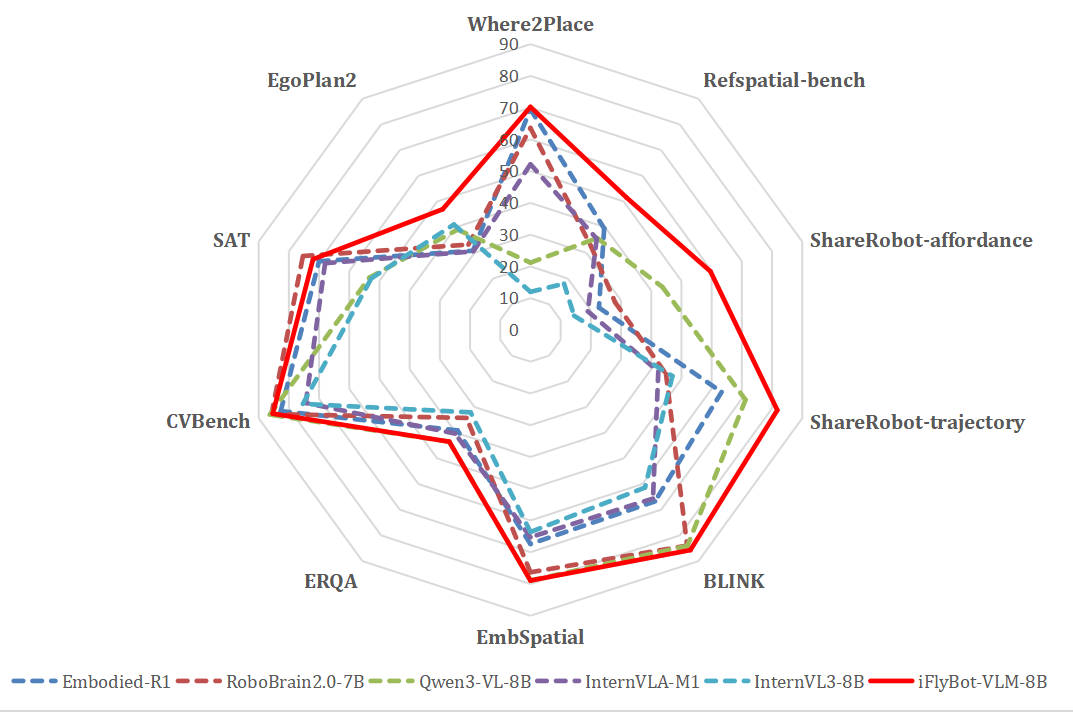 Where2Place
90
EgoPlan2
Refspatial-bench
80
70
60
50
40
SAT
ShareRobot-affordance
30
20
10
0
CVBench
ShareRobot-trajectory
ERQA
BLINK
EmbSpatial
Embodied-R1 RoboBrain2.0-7B Qwen3-VL-8B InternVLA-M1 InternVL3-8B iFlyBot-VLM-8B